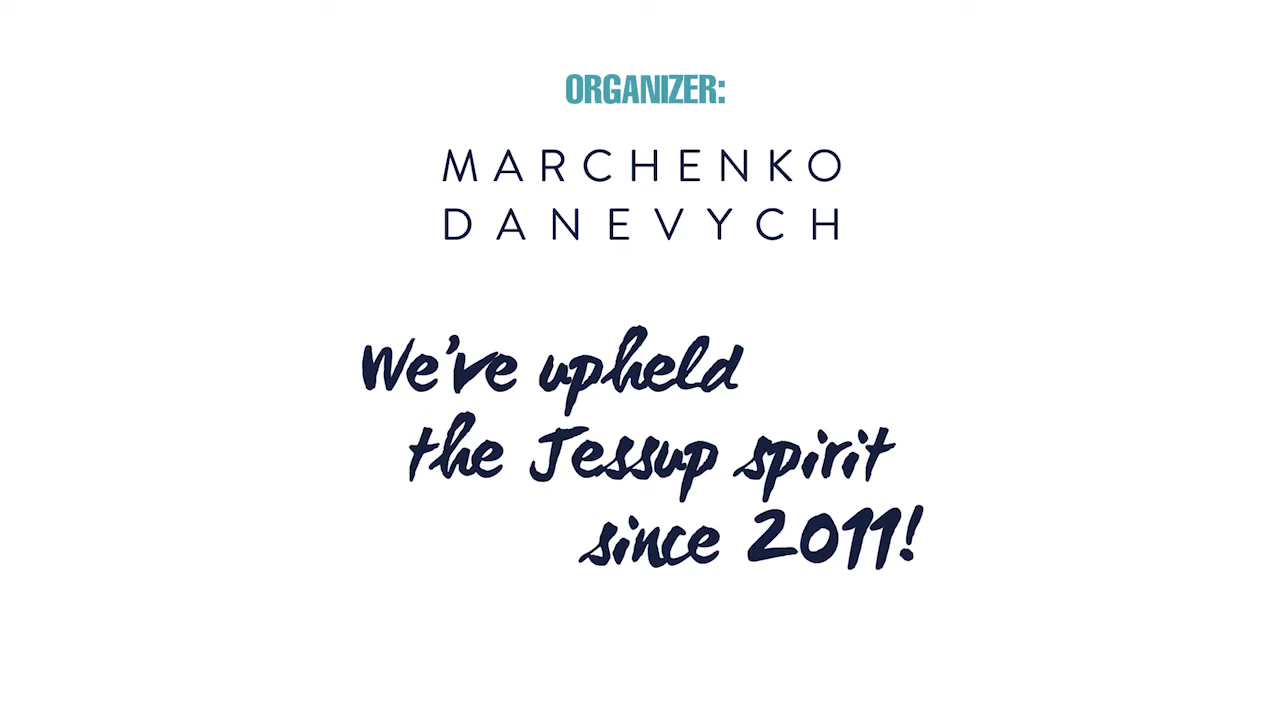 ORGANIZER:
MARCHENKO
DANEVYCH
We've upheld
the Jessup spirit
since 2011!